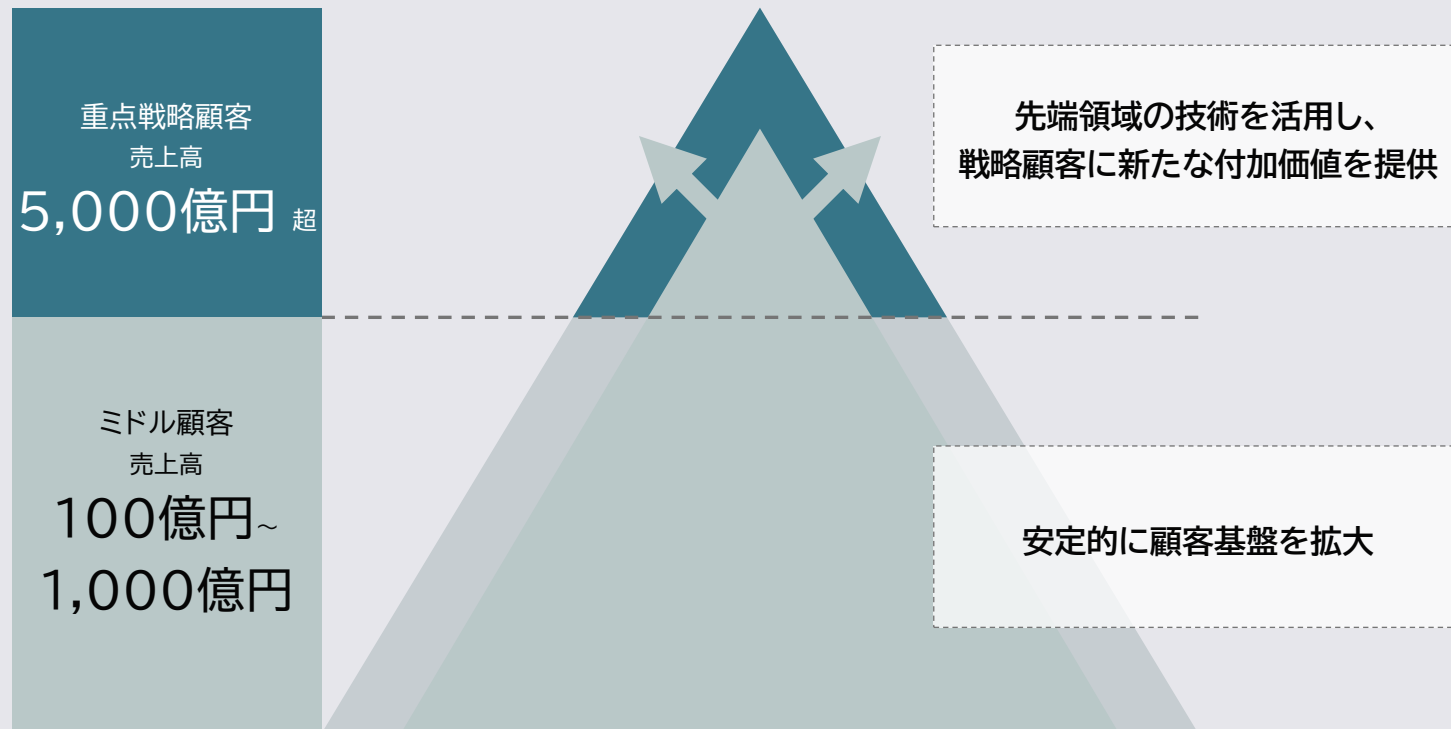 重点戦略顧客
売上高
5,000億円 超
先端領域の技術を活用し、
戦略顧客に新たな付加価値を提供
ミドル顧客
売上高
100億円～
1,000億円
安定的に顧客基盤を拡大